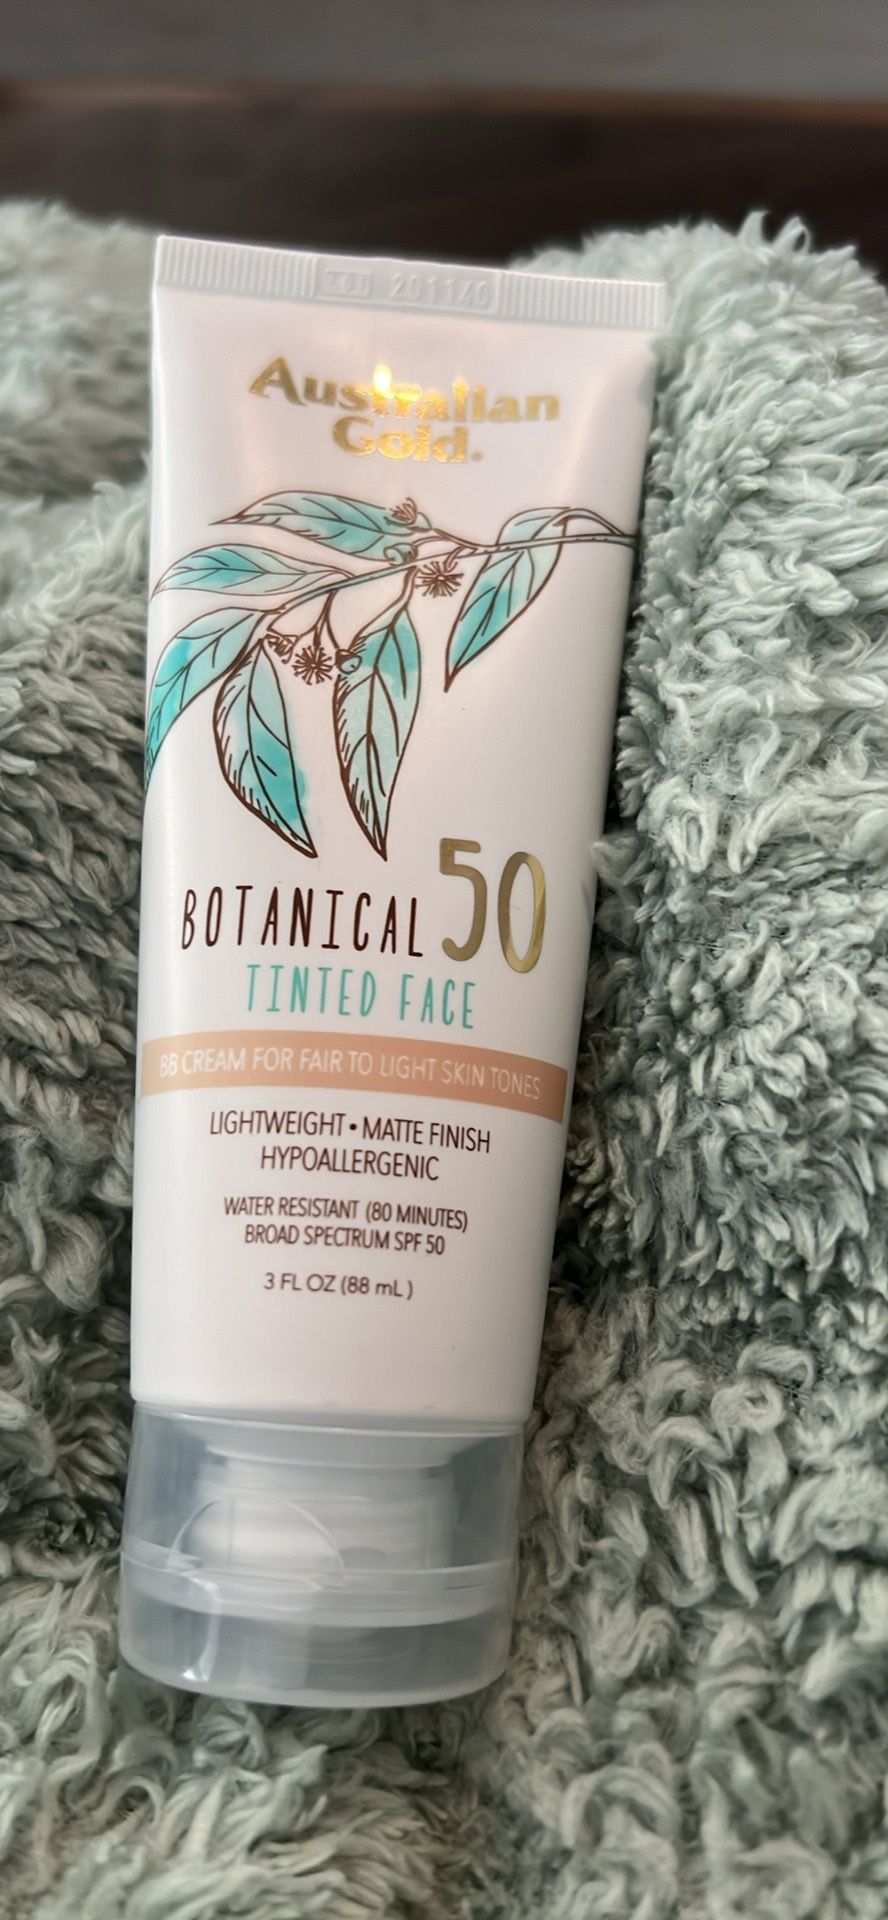 201140
Australian
Gold.
BOTANICAL 50
TINTED FACE
BB CREAM FOR FAIR TO LIGHT SKIN TONES
LIGHTWEIGHT • MATTE FINISH
HYPOALLERGENIC
WATER RESISTANT (80 MINUTES)
BROAD SPECTRUM SPF 50
3 FL OZ (88 mL)